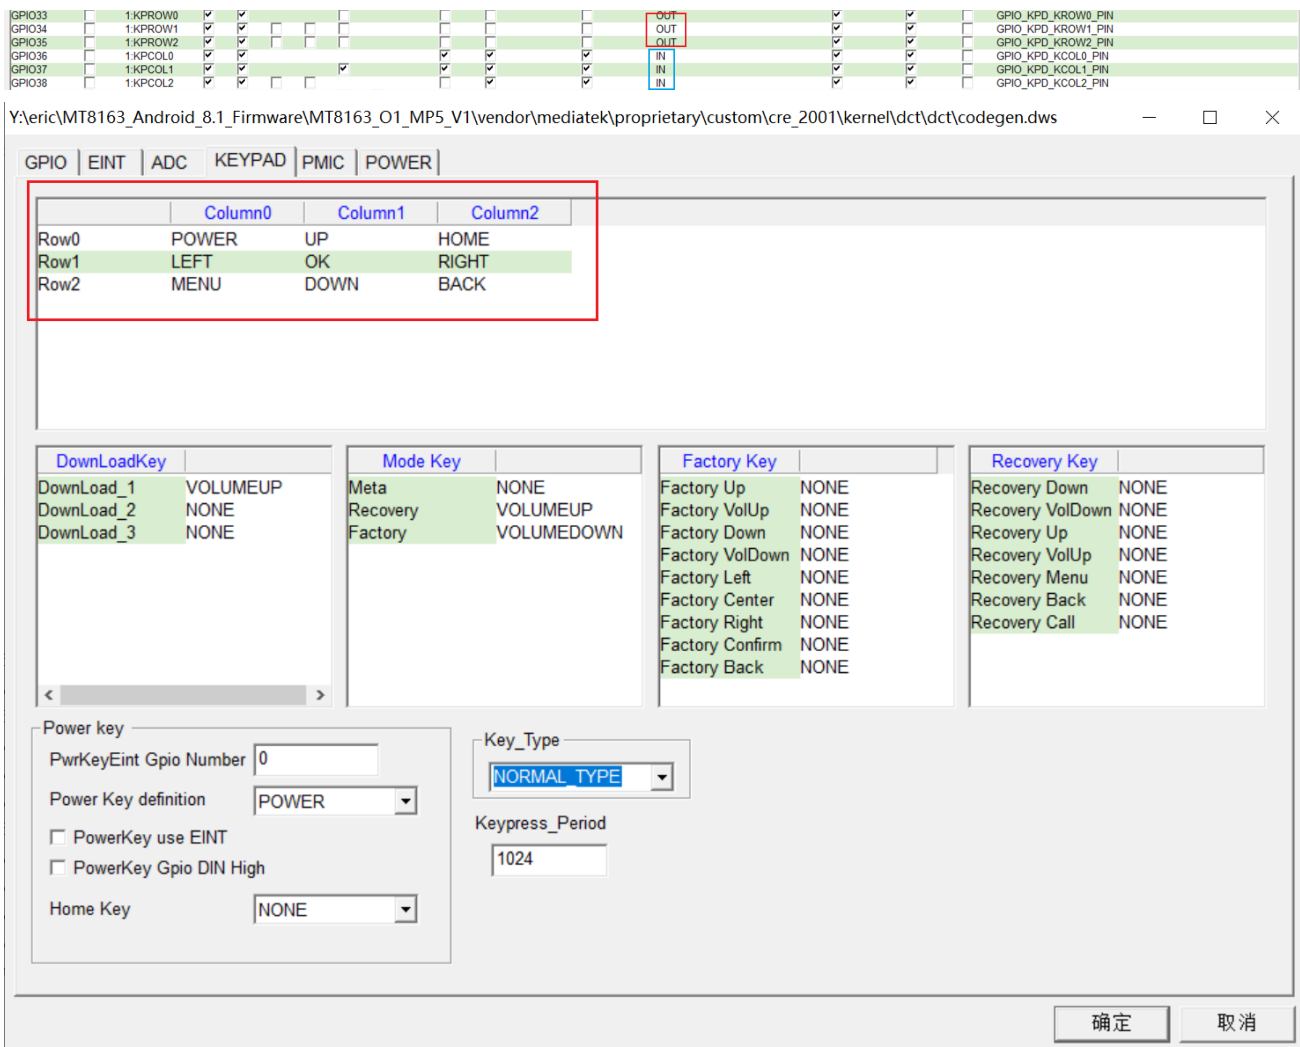 GPIO33 1:KPROW0 OUT GPIO_KPD_KROW0_PIN
GPIO34 1:KPROW1 OUT GPIO_KPD_KROW1_PIN
GPIO35 1:KPROW2 OUT GPIO_KPD_KROW2_PIN
GPIO36 1:KPCOL0 IN GPIO_KPD_KCOL0_PIN
GPIO37 1:KPCOL1 IN GPIO_KPD_KCOL1_PIN
GPIO38 1:KPCOL2 IN GPIO_KPD_KCOL2_PIN
Y:\eric\MT8163_Android_8.1_Firmware\MT8163_O1_MP5_V1\vendor\mediatek\proprietary\custom\cre_2001\kernel\dct\dct\codegen.dws
GPIO EINT ADC KEYPAD PMIC POWER
Column0 Column1 Column2
Row0 POWER UP HOME
Row1 LEFT OK RIGHT
Row2 MENU DOWN BACK
DownLoadKey
DownLoad_1 VOLUMEUP
DownLoad_2 NONE
DownLoad_3 NONE
Mode Key
Meta NONE
Recovery VOLUMEUP
Factory VOLUMEDOWN
Factory Key
Factory Up NONE
Factory VolUp NONE
Factory Down NONE
Factory VolDown NONE
Factory Left NONE
Factory Center NONE
Factory Right NONE
Factory Confirm NONE
Factory Back NONE
Recovery Key
Recovery Down NONE
Recovery VolDown NONE
Recovery Up NONE
Recovery VolUp NONE
Recovery Menu NONE
Recovery Back NONE
Recovery Call NONE
Power key
PwrKeyEint Gpio Number 0
Power Key definition POWER
PowerKey use EINT
PowerKey Gpio DIN High
Home Key NONE
Key_Type
NORMAL_TYPE
Keypress_Period
1024
确定 取消